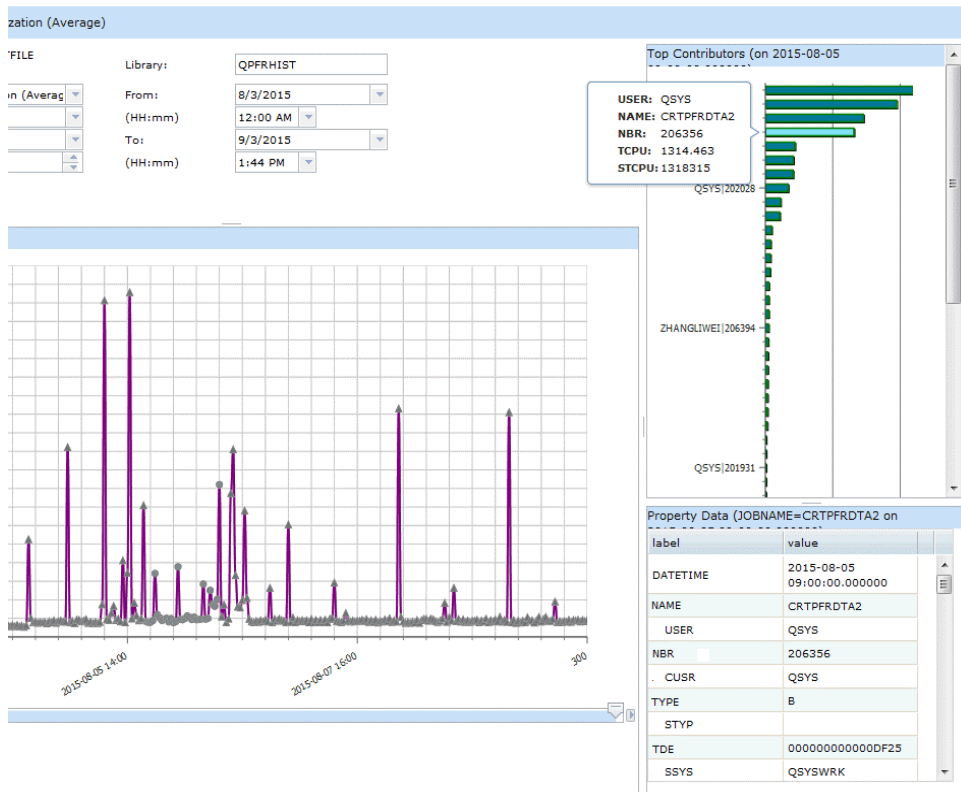 zation (Average)
FILE
Library:
QPFRHIST
on (Averag
From:
8/3/2015
(HH:mm)
12:00 AM
To:
9/3/2015
(HH:mm)
1:44 PM
Top Contributors (on 2015-08-05
USER: QSYS
NAME: CRTPFRDTA2
NBR: 206356
TCPU: 1314.463
STCPU: 1318315
QSYS|202028
ZHANGLIWEI|206394
QSYS|201931
2015-08-05 14:00
2015-08-07 16:00
300
Property Data (JOBNAME=CRTPFRDTA2 on
label value
DATETIME 2015-08-05
09:00:00.000000
NAME CRTPFRDTA2
USER QSYS
NBR 206356
. CUSR QSYS
TYPE B
STYP
TDE 000000000000DF25
SSYS QSYSWRK